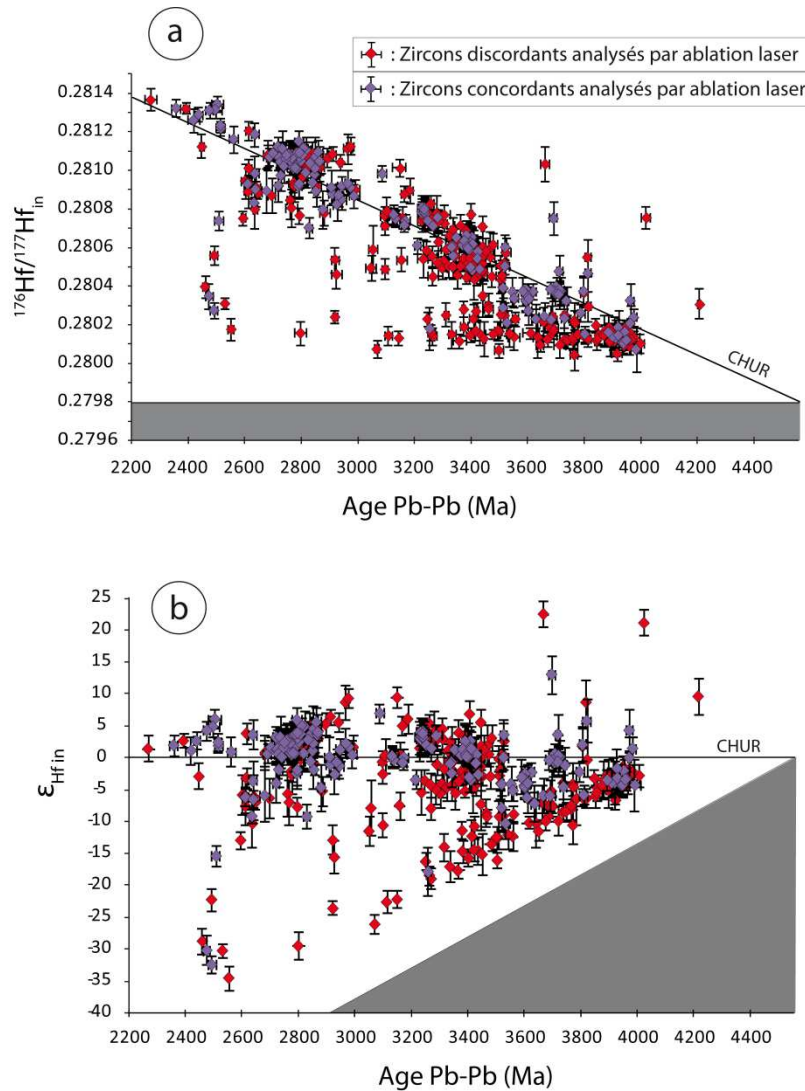 a
: Zircons discordants analysés par ablation laser
: Zircons concordants analysés par ablation laser
0.2814
0.2812
0.2810
0.2808
0.2806
0.2804
0.2802
0.2800
0.2798
0.2796
176Hf/177Hfin
CHUR
2200 2400 2600 2800 3000 3200 3400 3600 3800 4000 4200 4400
Age Pb-Pb (Ma)
b
25
20
15
10
5
0
-5
-10
-15
-20
-25
-30
-35
-40
εHf in
CHUR
2200 2400 2600 2800 3000 3200 3400 3600 3800 4000 4200 4400
Age Pb-Pb (Ma)